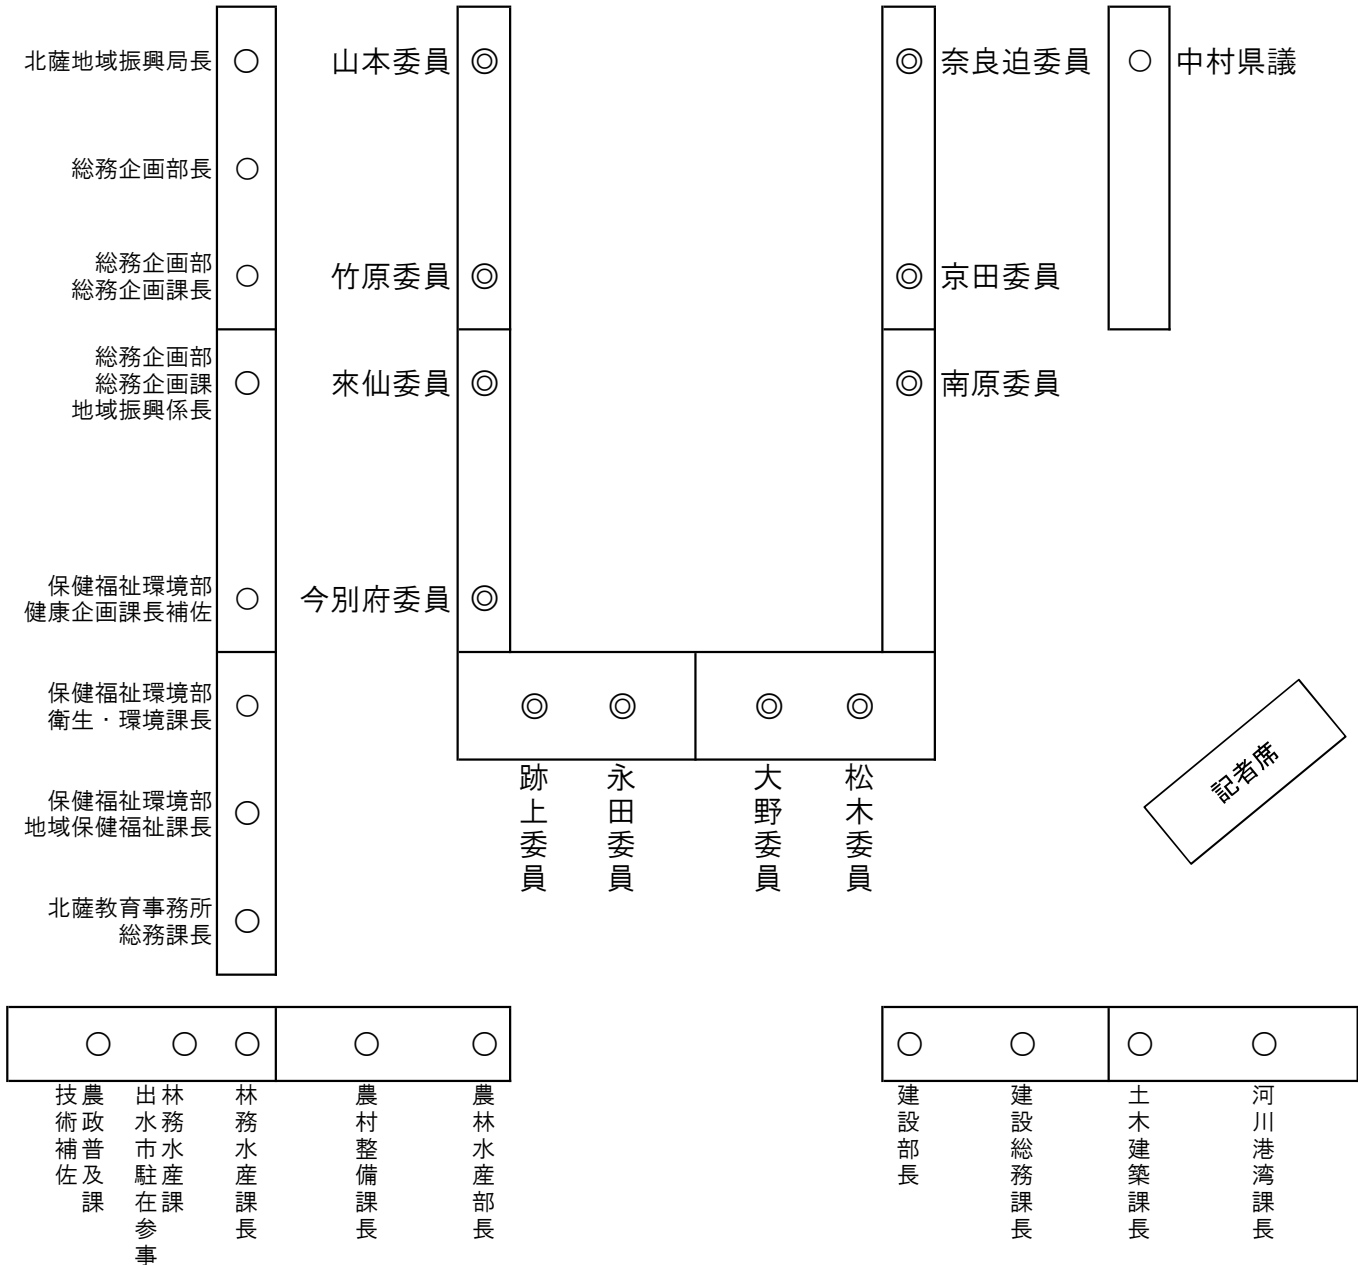 北薩地域振興局長 ○
山本委員 ◎
◎ 奈良迫委員
○ 中村県議
総務企画部長 ○
総務企画部
総務企画課長 ○
竹原委員 ◎
◎ 京田委員
総務企画部
総務企画課
地域振興係長 ○
來仙委員 ◎
◎ 南原委員
保健福祉環境部
健康企画課長補佐 ○
今別府委員 ◎
保健福祉環境部
衛生・環境課長 ○
◎ ◎ ◎ ◎
跡上委員
永田委員
大野委員
松木委員
記者席
保健福祉環境部
地域保健福祉課長 ○
北薩教育事務所
総務課長 ○
○ ○ ○ ○ ○ ○ ○ ○ ○
農政普及課
技術補佐
林務水産課
出水市駐在参事
林務水産課長
農村整備課長
農林水産部長
建設部長
建設総務課長
土木建築課長
河川港湾課長